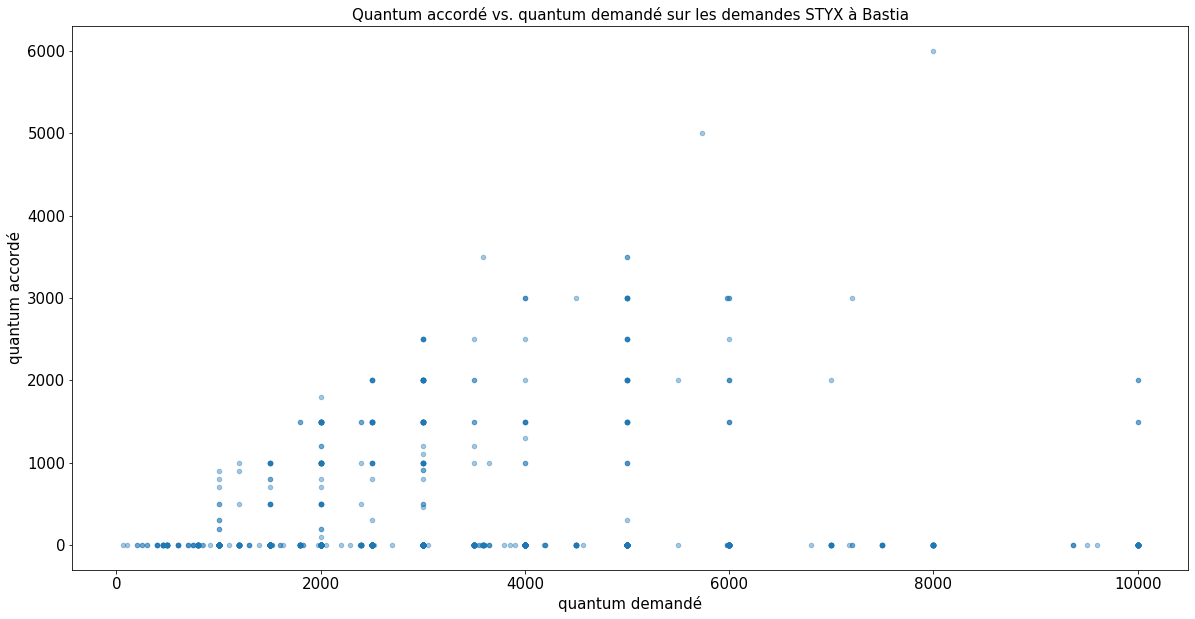 Quantum accordé vs. quantum demandé sur les demandes STYX à Bastia
6000
5000
4000
3000
2000
1000
0
quantum accordé
0 2000 4000 6000 8000 10000
quantum demandé